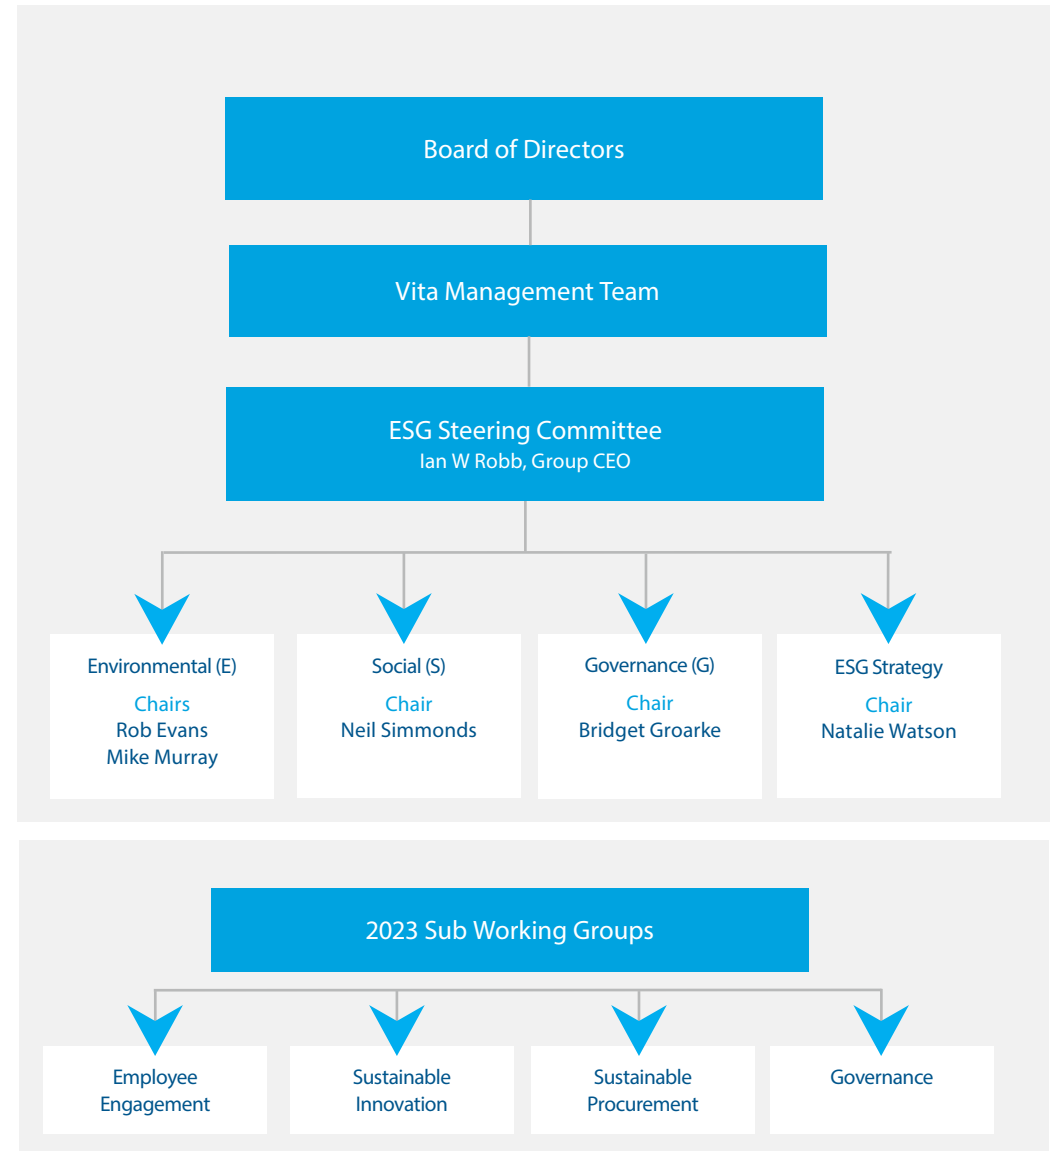 Board of Directors
Vita Management Team
ESG Steering Committee
Ian W Robb, Group CEO
Environmental (E)
Chairs
Rob Evans
Mike Murray
Social (S)
Chair
Neil Simmonds
Governance (G)
Chair
Bridget Groarke
ESG Strategy
Chair
Natalie Watson
2023 Sub Working Groups
Employee
Engagement
Sustainable
Innovation
Sustainable
Procurement
Governance